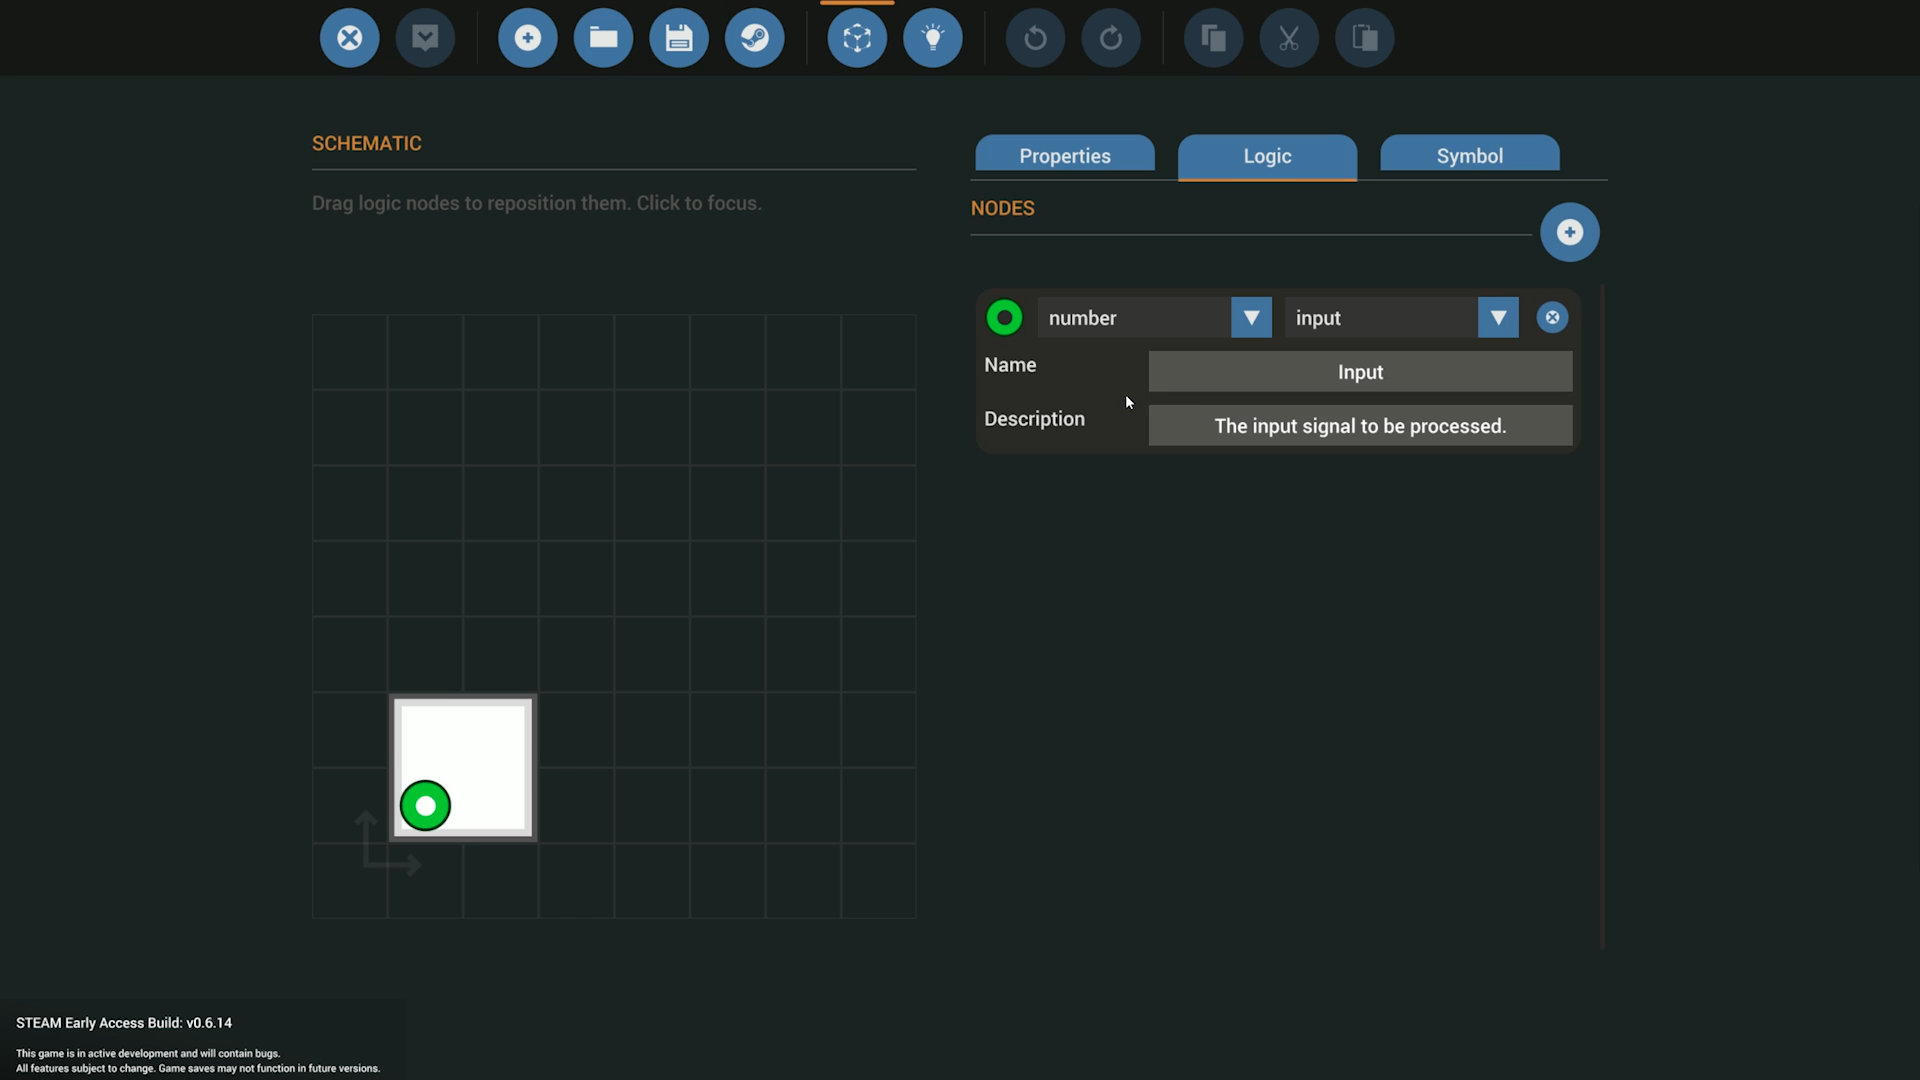 SCHEMATIC
Drag logic nodes to reposition them. Click to focus.
Properties
Logic
Symbol
NODES
number
input
Name
Input
Description
The input signal to be processed.
STEAM Early Access Build: v0.6.14
This game is in active development and will contain bugs.
All features subject to change. Game saves may not function in future versions.